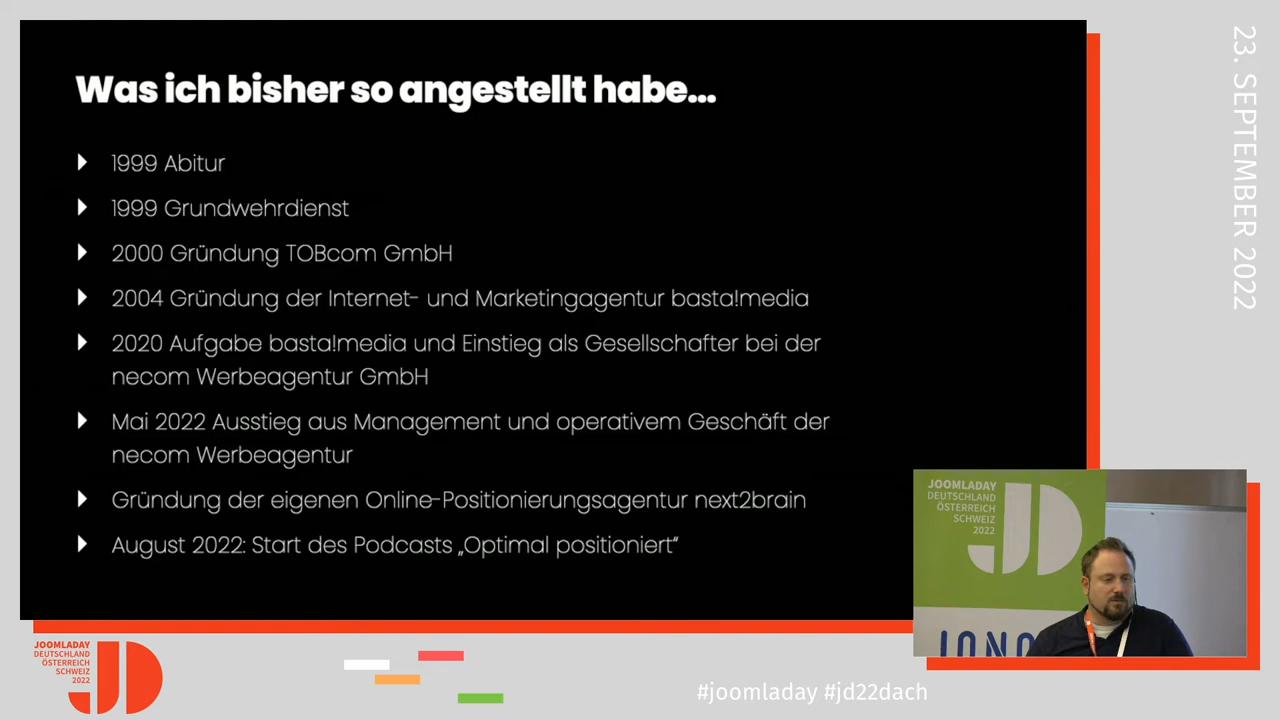 Was ich bisher so angestellt habe...
1999 Abitur
1999 Grundwehrdienst
2000 Gründung TOBcom GmbH
2004 Gründung der Internet- und Marketingagentur basta!media
2020 Aufgabe basta!media und Einstieg als Gesellschafter bei der
necom Werbeagentur GmbH
Mai 2022 Ausstieg aus Management und operativem Geschäft der
necom Werbeagentur
Gründung der eigenen Online-Positionierungsagentur next2brain
August 2022: Start des Podcasts „Optimal positioniert“
23. SEPTEMBER 2022
JOOMLADAY
DEUTSCHLAND
ÖSTERREICH
SCHWEIZ
2022
JD
JOOMLADAY
DEUTSCHLAND
ÖSTERREICH
SCHWEIZ
2022
JD
#joomladay #jd22dach